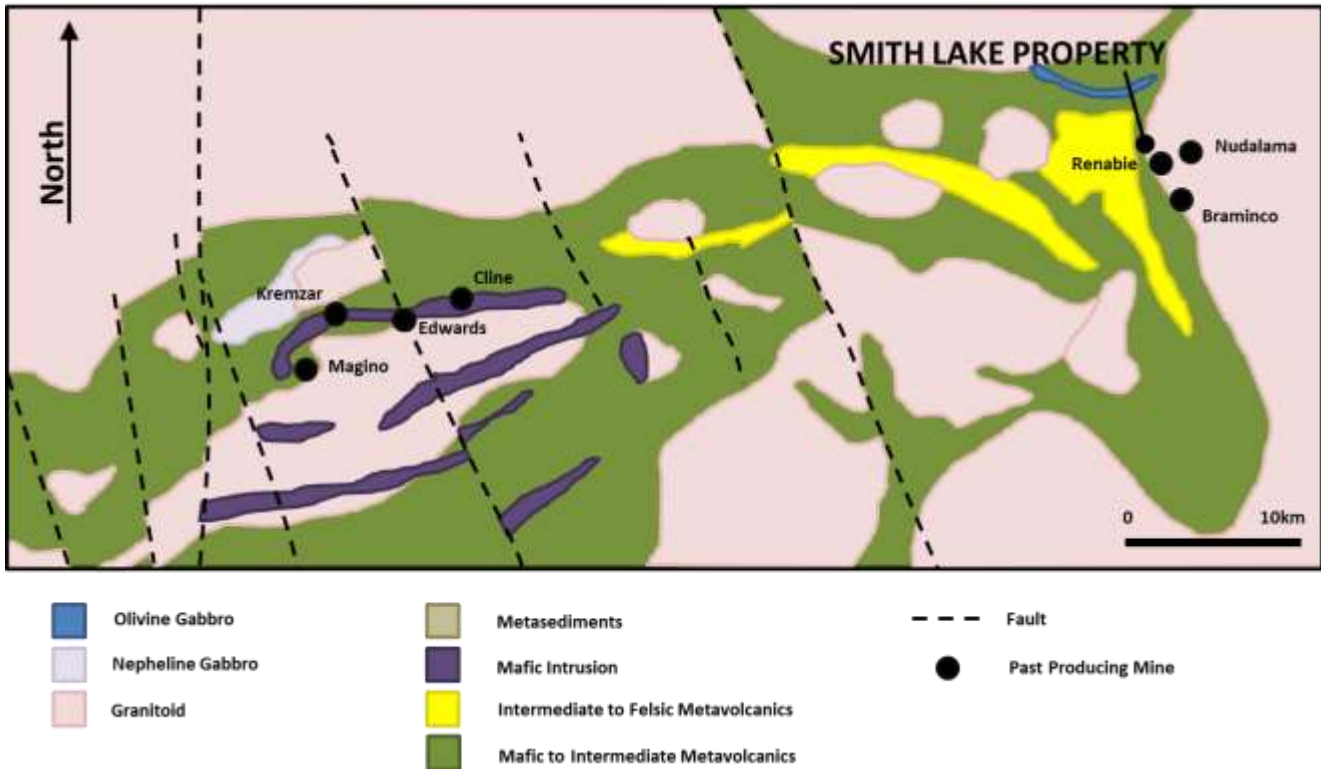 SMITH LAKE PROPERTY
North
Nudalama
Renabie
Braminco
Cline
Kremzar
Edwards
Magino
0 10km
Olivine Gabbro
Nepheline Gabbro
Granitoid
Metasediments
Mafic Intrusion
Intermediate to Felsic Metavolcanics
Mafic to Intermediate Metavolcanics
Fault
Past Producing Mine